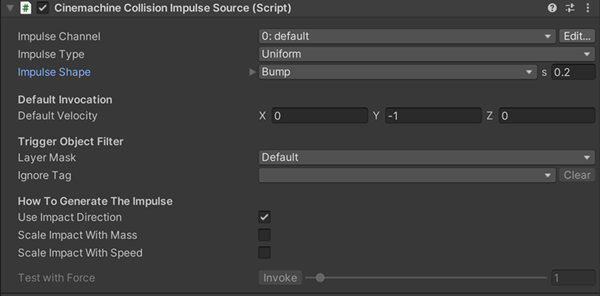 Cinemachine Collision Impulse Source (Script)
Impulse Channel 0: default Edit...
Impulse Type Uniform
Impulse Shape Bump s 0.2
Default Invocation
Default Velocity X 0 Y -1 Z 0
Trigger Object Filter
Layer Mask Default
Ignore Tag Clear
How To Generate The Impulse
Use Impact Direction
Scale Impact With Mass
Scale Impact With Speed
Test with Force Invoke 1